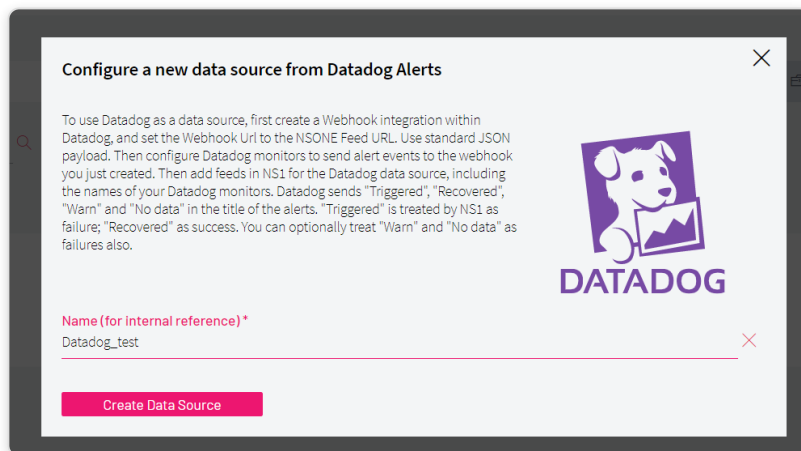 Configure a new data source from Datadog Alerts
To use Datadog as a data source, first create a Webhook integration within
Datadog, and set the Webhook Url to the NSONE Feed URL. Use standard JSON
payload. Then configure Datadog monitors to send alert events to the webhook
you just created. Then add feeds in NS1 for the Datadog data source, including
the names of your Datadog monitors. Datadog sends "Triggered", "Recovered",
"Warn" and "No data" in the title of the alerts. "Triggered" is treated by NS1 as
failure; "Recovered" as success. You can optionally treat "Warn" and "No data" as
failures also.
DATADOG
Name (for internal reference) *
Datadog_test
Create Data Source